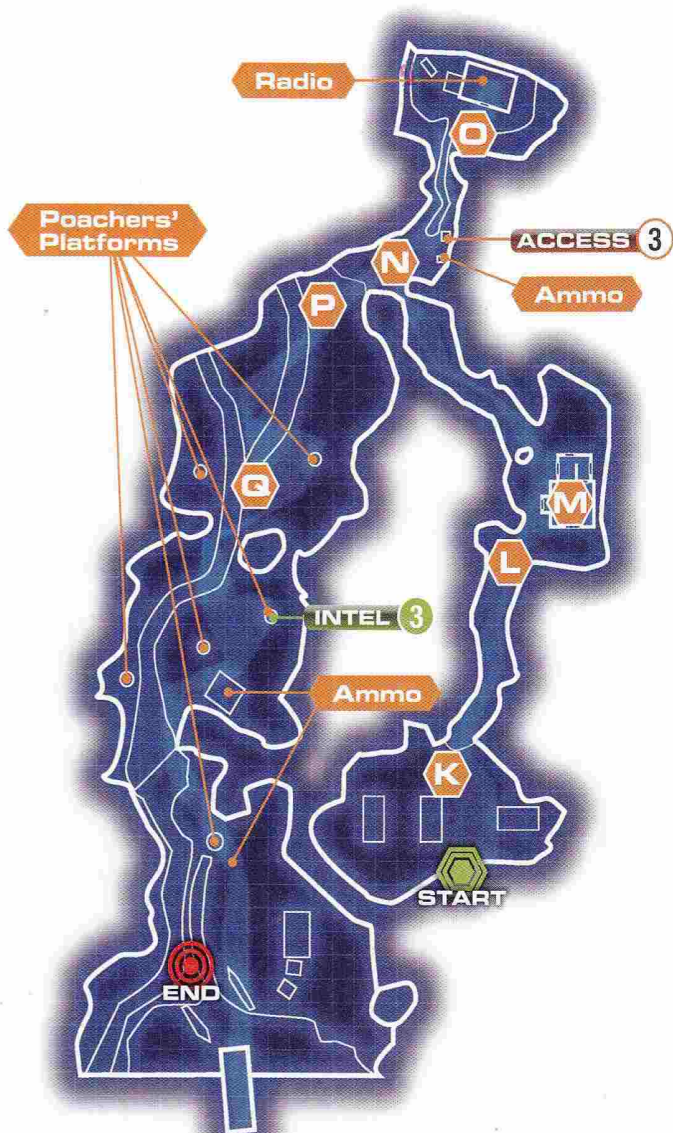 Radio
O
Poachers'
Platforms
ACCESS 3
N
Ammo
P
Q
M
L
INTEL 3
Ammo
K
START
END